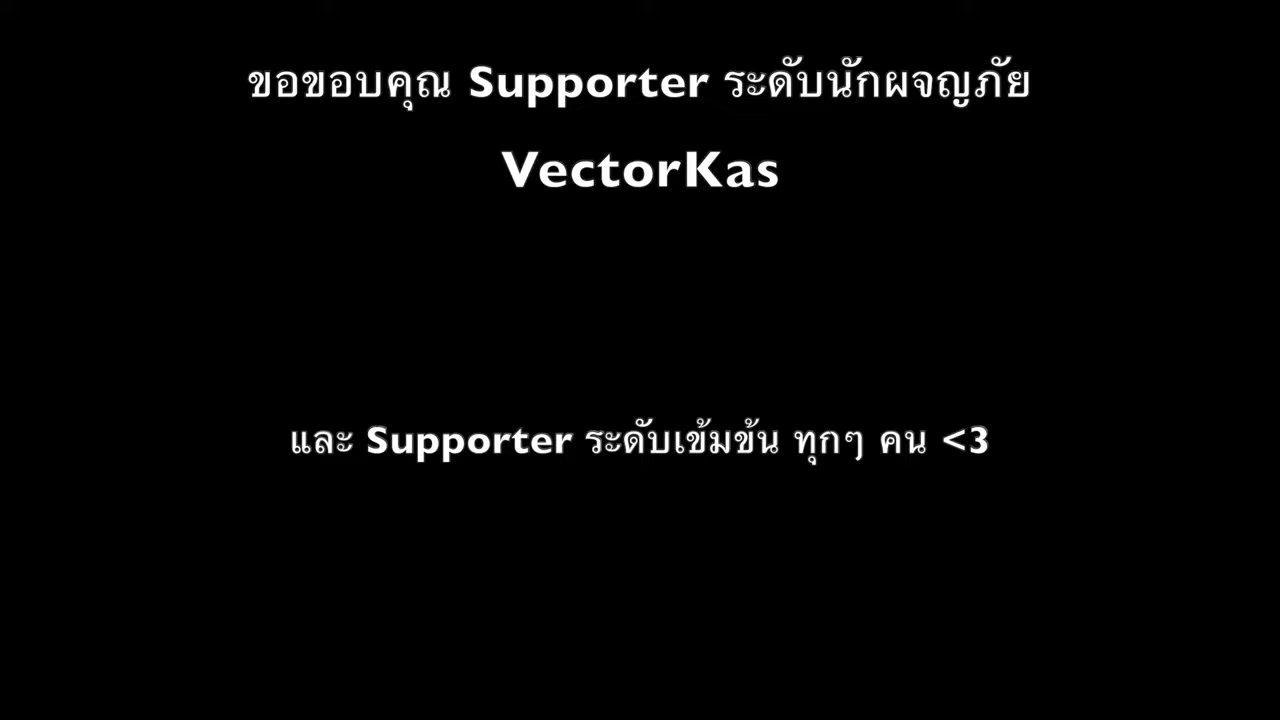 ขอขอบคุณ Supporter ระดับนักผจญภัย
VectorKas
และ Supporter ระดับเข้มข้น ทุกๆ คน <3